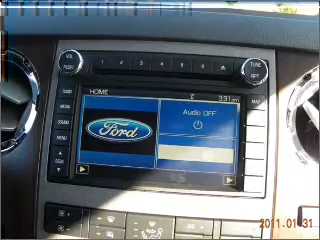 VOL
PUSH
1 2 3 4 5 6
TUNE
RPT
RADIO
MEDIA
SOUND
MENU
SEEK
HOME
3:31
Audio OFF
Ford
MAP
A/C
2011-01-31